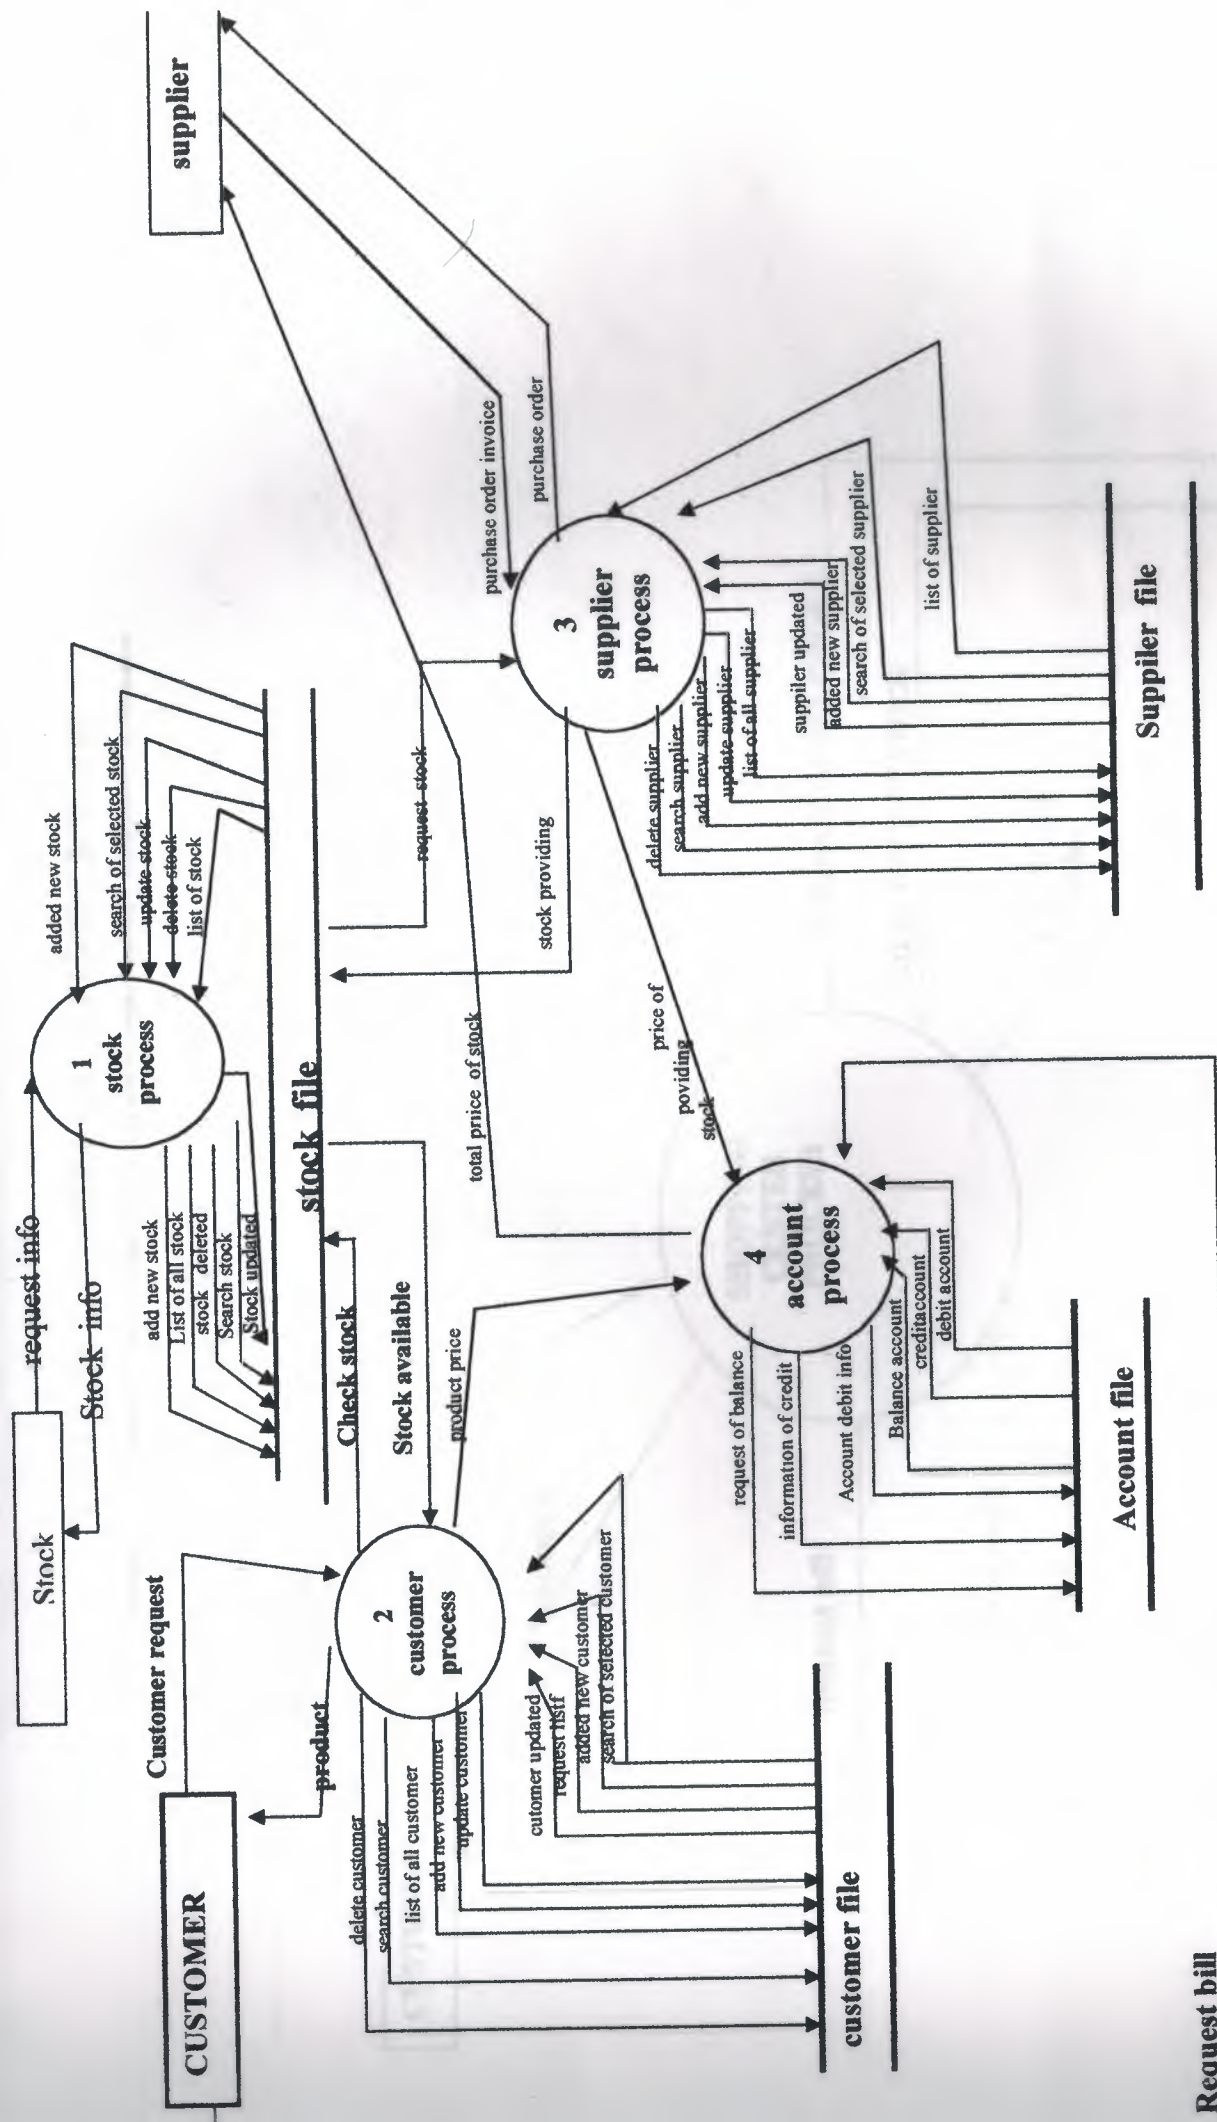 Stock
request info
Stock info
1
stock
process
added new stock
search of selected stock
update stock
delete stock
list of stock
add new stock
List of all stock
stock deleted
Search stock
Stock updated
stock file
supplier
CUSTOMER
Customer request
product
Check stock
Stock available
product price
2
customer
process
delete customer
search customer
list of all customer
add new customer
update customer
cutomer updated
request listf
added new customer
search of selected customer
customer file
request stock
stock providing
total priice of stock
purchase order invoice
purchase order
3
supplier
process
delete supplier
search supplier
add new supplier
update supplier
list of all supplier
suppiler updated
added new supplier
search of selected supplier
list of supplier
Suppiler file
price of
poviding
stock
4
account
process
request of balance
information of credit
Account debit info
Balance account
creditaccount
debit account
Account file
Request bill